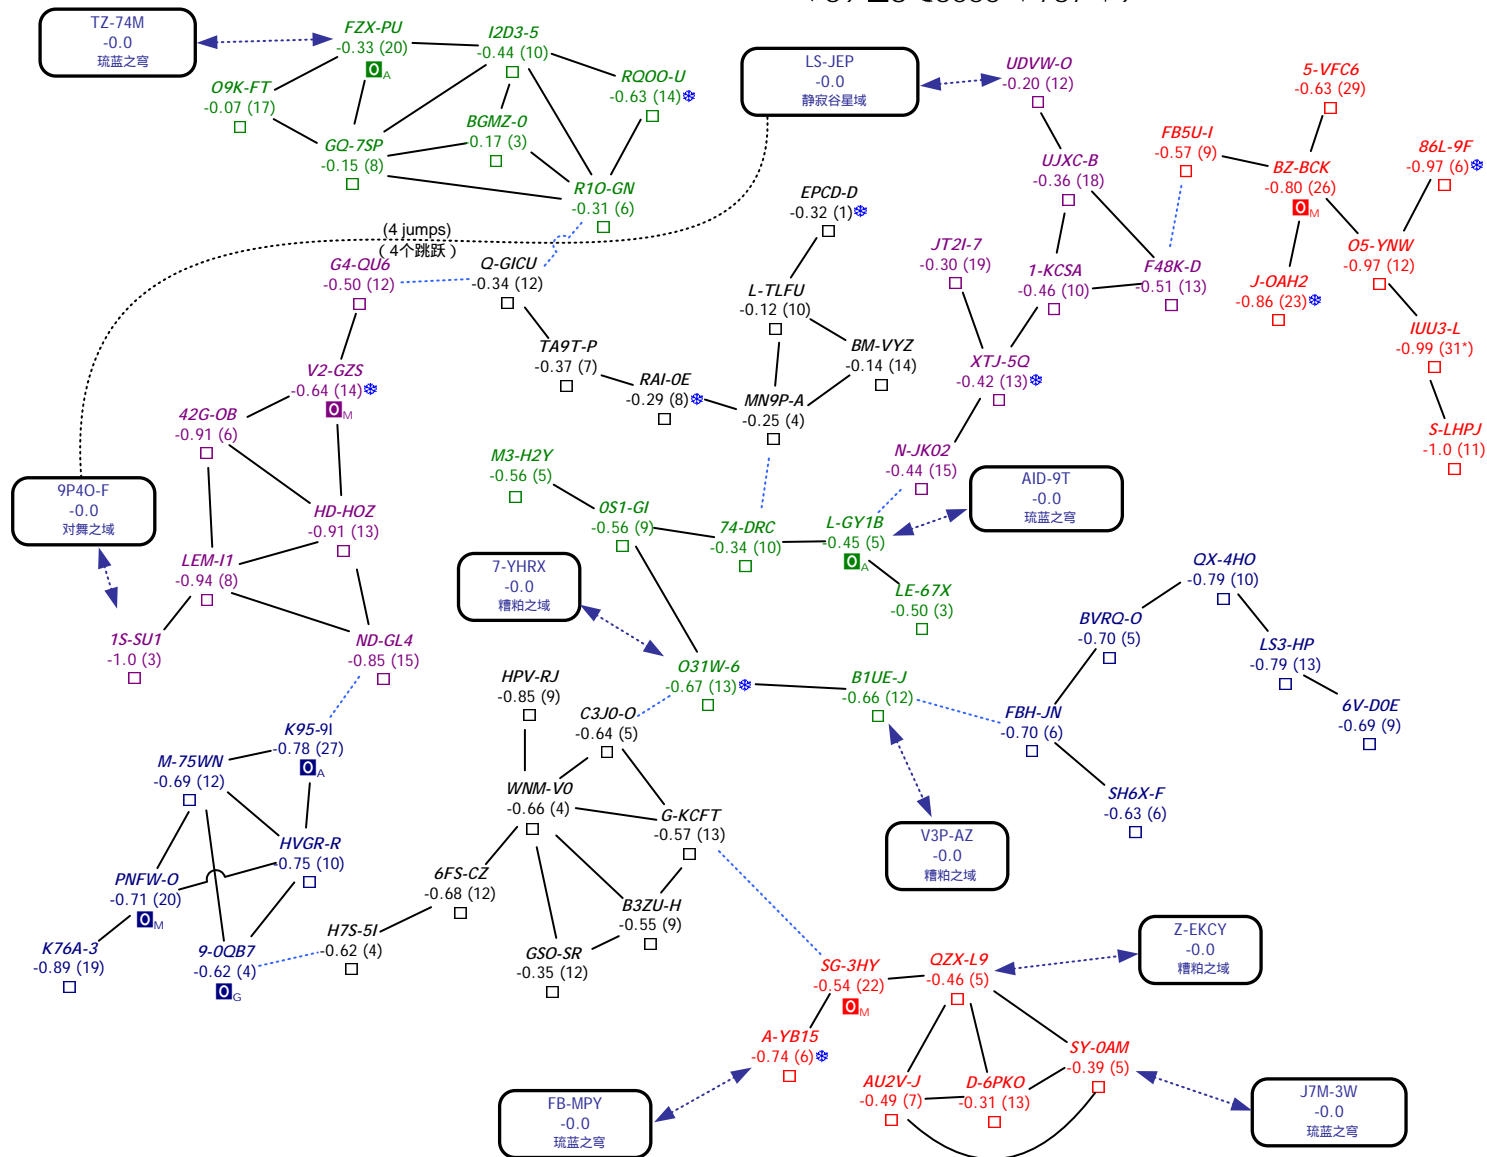 TZ-74M
-0.0
琉蓝之穹
FZX-PU
-0.33 (20)
0A
I2D3-5
-0.44 (10)
RQOO-U
-0.63 (14)
O9K-FT
-0.07 (17)
BGMZ-0
0.17 (3)
GQ-7SP
-0.15 (8)
R1O-GN
-0.31 (6)
LS-JEP
-0.0
静寂谷星域
UDVW-O
-0.20 (12)
5-VFC6
-0.63 (29)
FB5U-I
-0.57 (9)
86L-9F
-0.97 (6)
UJXC-B
-0.36 (18)
BZ-BCK
-0.80 (26)
0M
EPCD-D
-0.32 (1)
(4 jumps)
（4个跳跃）
G4-QU6
-0.50 (12)
Q-GICU
-0.34 (12)
JT2I-7
-0.30 (19)
1-KCSA
-0.46 (10)
F48K-D
-0.51 (13)
O5-YNW
-0.97 (12)
J-OAH2
-0.86 (23)
L-TLFU
-0.12 (10)
IUU3-L
-0.99 (31*)
TA9T-P
-0.37 (7)
BM-VYZ
-0.14 (14)
XTJ-5Q
-0.42 (13)
V2-GZS
-0.64 (14)
0M
RAI-0E
-0.29 (8)
MN9P-A
-0.25 (4)
42G-OB
-0.91 (6)
S-LHPJ
-1.0 (11)
M3-H2Y
-0.56 (5)
N-JK02
-0.44 (15)
9P4O-F
-0.0
对舞之域
AID-9T
-0.0
琉蓝之穹
HD-HOZ
-0.91 (13)
0S1-GI
-0.56 (9)
74-DRC
-0.34 (10)
L-GY1B
-0.45 (5)
0A
LEM-I1
-0.94 (8)
7-YHRX
-0.0
糟粕之域
LE-67X
-0.50 (3)
QX-4HO
-0.79 (10)
BVRQ-O
-0.70 (5)
1S-SU1
-1.0 (3)
ND-GL4
-0.85 (15)
LS3-HP
-0.79 (13)
HPV-RJ
-0.85 (9)
O31W-6
-0.67 (13)
B1UE-J
-0.66 (12)
6V-D0E
-0.69 (9)
C3J0-O
-0.64 (5)
FBH-JN
-0.70 (6)
K95-9I
-0.78 (27)
0A
M-75WN
-0.69 (12)
WNM-V0
-0.66 (4)
SH6X-F
-0.63 (6)
G-KCFT
-0.57 (13)
V3P-AZ
-0.0
糟粕之域
HVGR-R
-0.75 (10)
PNFW-O
-0.71 (20)
0M
6FS-CZ
-0.68 (12)
B3ZU-H
-0.55 (9)
H7S-5I
-0.62 (4)
Z-EKCY
-0.0
糟粕之域
K76A-3
-0.89 (19)
9-0QB7
-0.62 (4)
0G
GSO-SR
-0.35 (12)
SG-3HY
-0.54 (22)
0M
QZX-L9
-0.46 (5)
A-YB15
-0.74 (6)
SY-0AM
-0.39 (5)
AU2V-J
-0.49 (7)
D-6PKO
-0.31 (13)
FB-MPY
-0.0
琉蓝之穹
J7M-3W
-0.0
琉蓝之穹